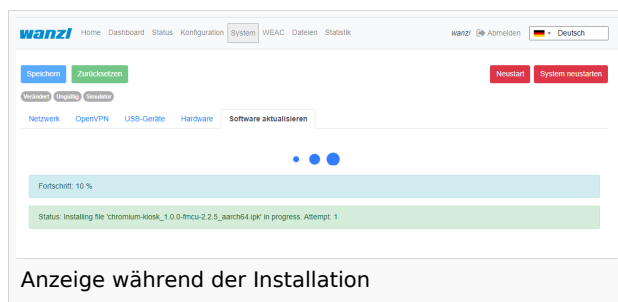 wanzl Home Dashboard Status Konfiguration System WEAC Dateien Statistik wanzl Abmelden Deutsch
Speichern Zurücksetzen Neustart System neustarten
Verändert Ungültig Simulator
Netzwerk OpenVPN USB-Geräte Hardware Software aktualisieren
Fortschritt: 10 %
Status: Installing file 'chromium-kiosk_1.0.0-fmcu-2.2.5_aarch64.ipk' in progress. Attempt: 1
Anzeige während der Installation